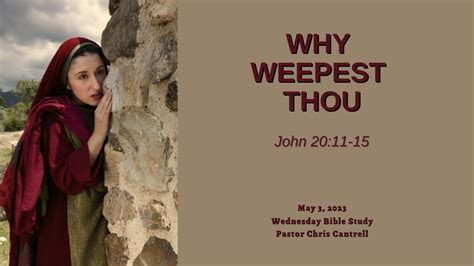 WHY
WEEPEST
THOU
John 20:11-15
May 3, 2023
Wednesday Bible Study
Pastor Chris Cantrell